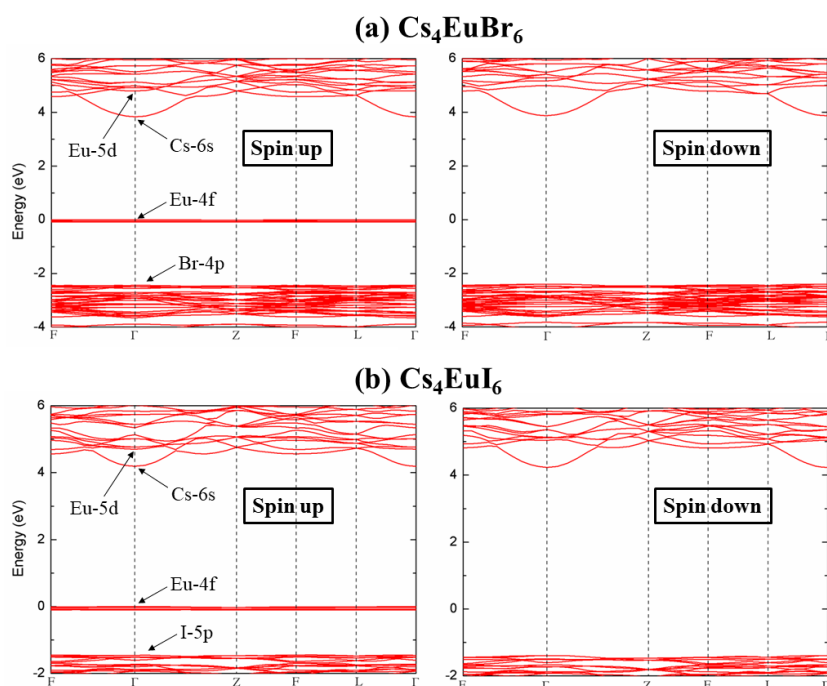 (a) Cs₄EuBr₆
6
4
2
0
-2
-4
Energy (eV)
Eu-5d
Cs-6s
Spin up
Eu-4f
Br-4p
F Γ Z F L Γ
6
4
2
0
-2
-4
Energy (eV)
Spin down
F Γ Z F L
(b) Cs₄EuI₆
6
4
2
0
-2
Energy (eV)
Eu-5d
Cs-6s
Spin up
Eu-4f
I-5p
F Γ Z F L Γ
6
4
2
0
-2
Spin down
Γ Z L